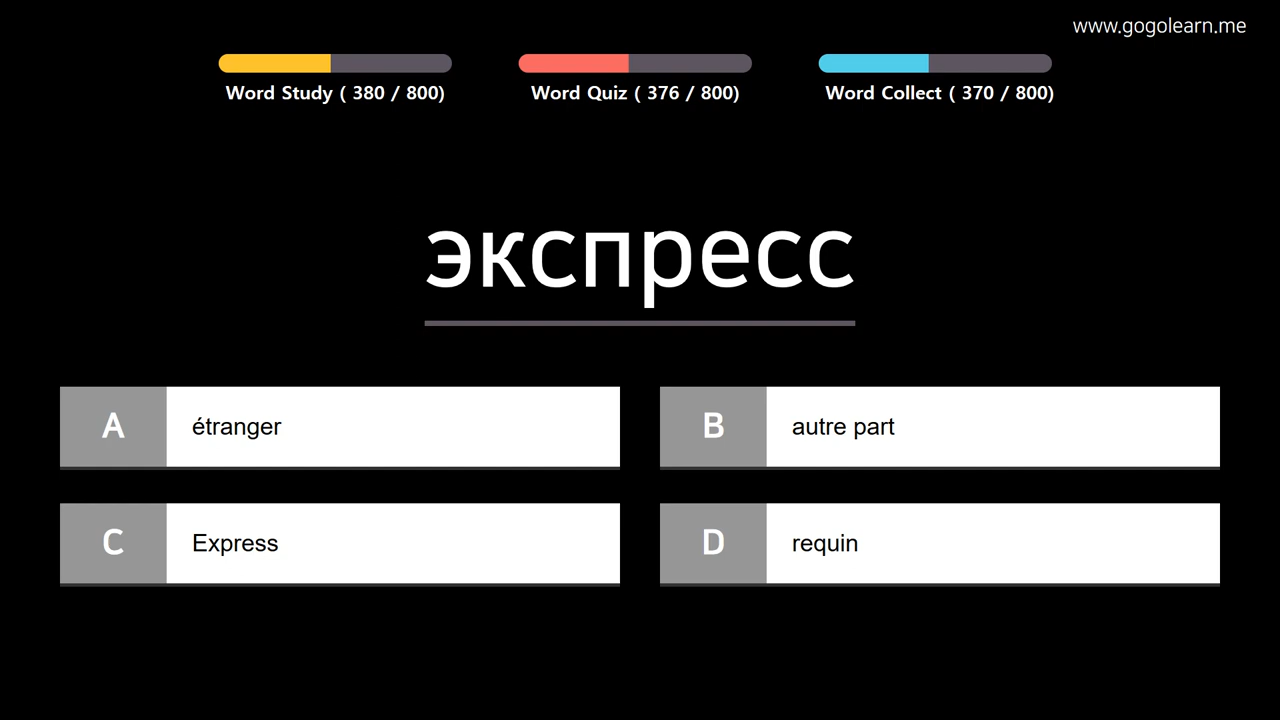 www.gogolearn.me
Word Study ( 380 / 800)
Word Quiz ( 376 / 800)
Word Collect ( 370 / 800)
экспресс
A étranger
B autre part
C Express
D requin